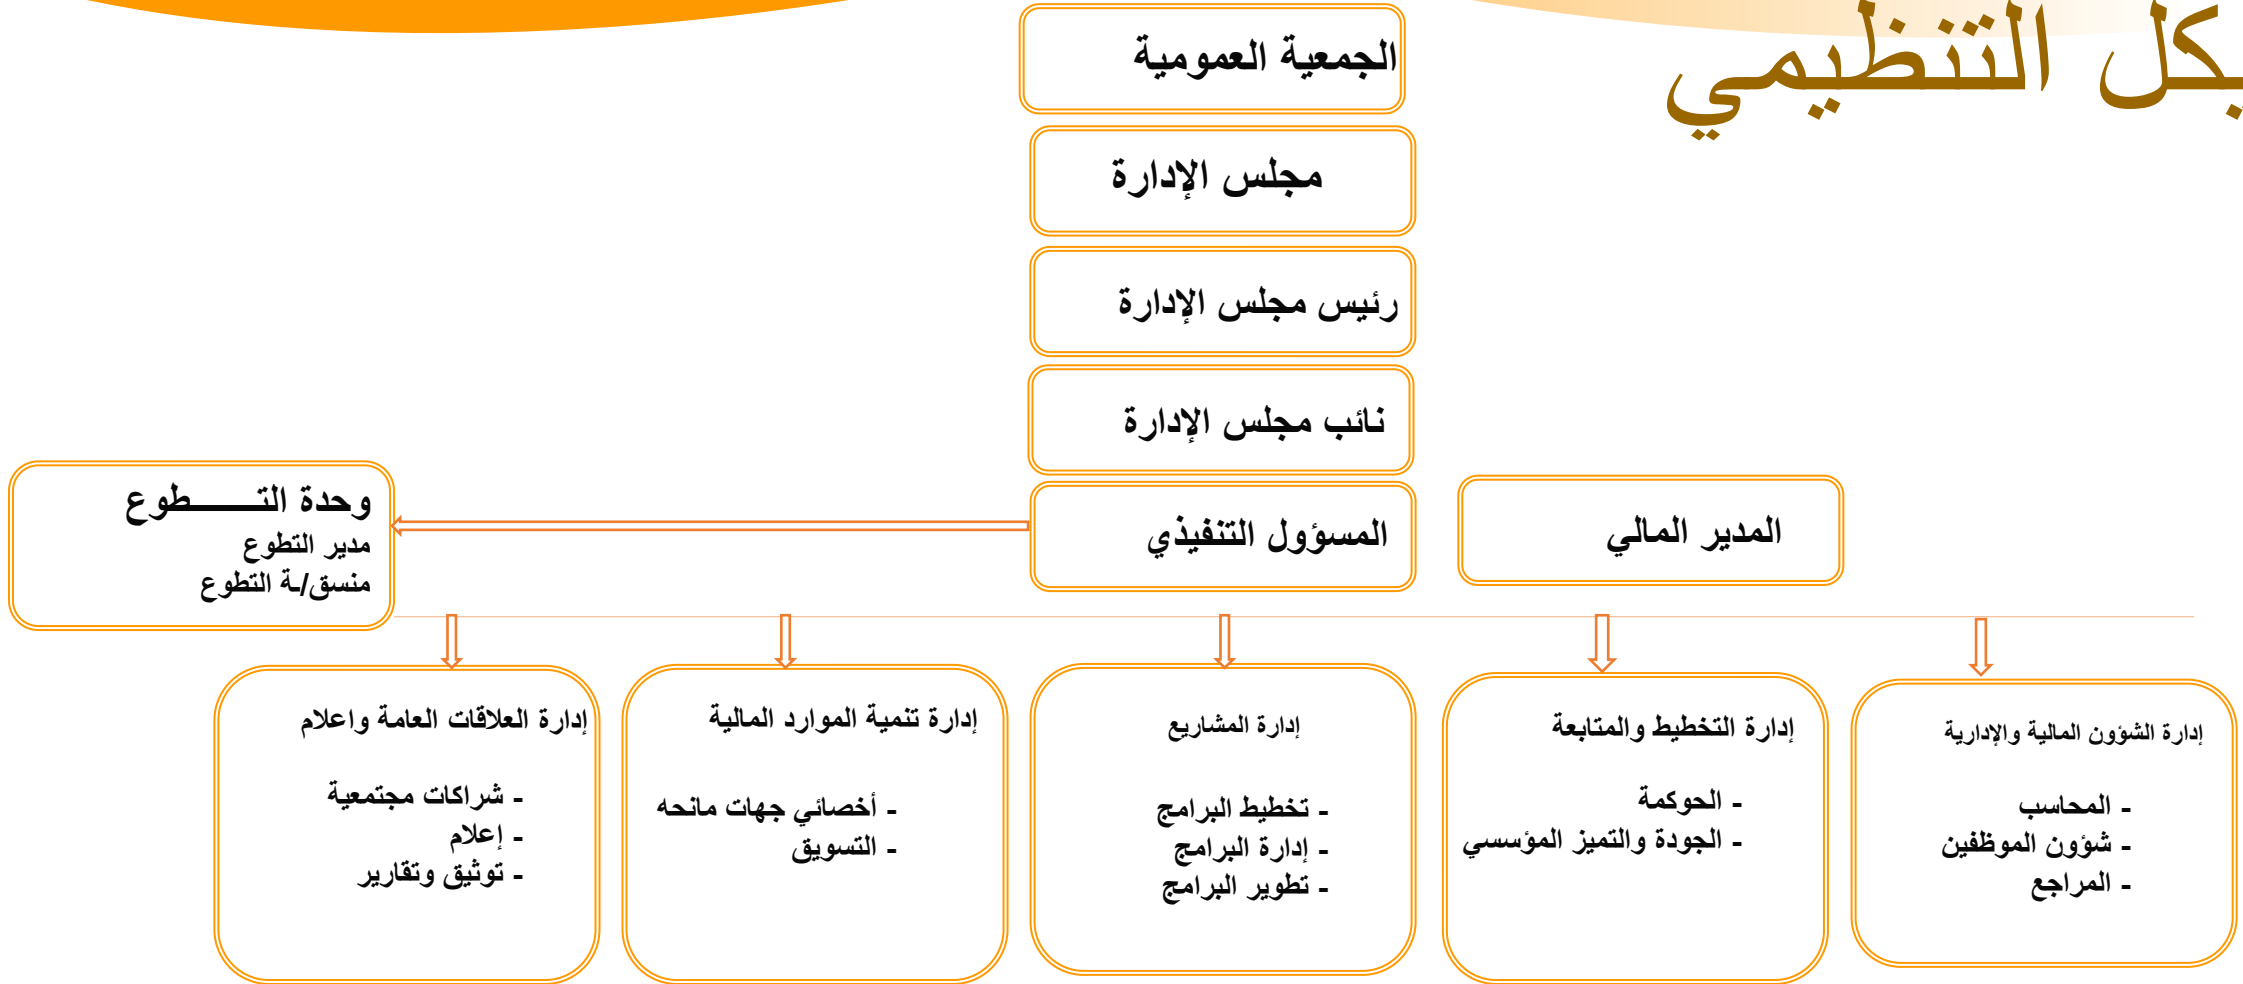 التنظيمي
الجمعية العمومية
مجلس الإدارة
رئيس مجلس الإدارة
نائب مجلس الإدارة
المسؤول التنفيذي
المدير المالي
وحدة التـــــــطوع
مدير التطوع
منسق/ـة التطوع
إدارة الشؤون المالية والإدارية
- المحاسب
- شؤون الموظفين
- المراجع
إدارة التخطيط والمتابعة
- الحوكمة
- الجودة والتميز المؤسسي
إدارة المشاريع
- تخطيط البرامج
- إدارة البرامج
- تطوير البرامج
إدارة تنمية الموارد المالية
- أخصائي جهات مانحه
- التسويق
إدارة العلاقات العامة واعلام
- شراكات مجتمعية
- إعلام
- توثيق وتقارير